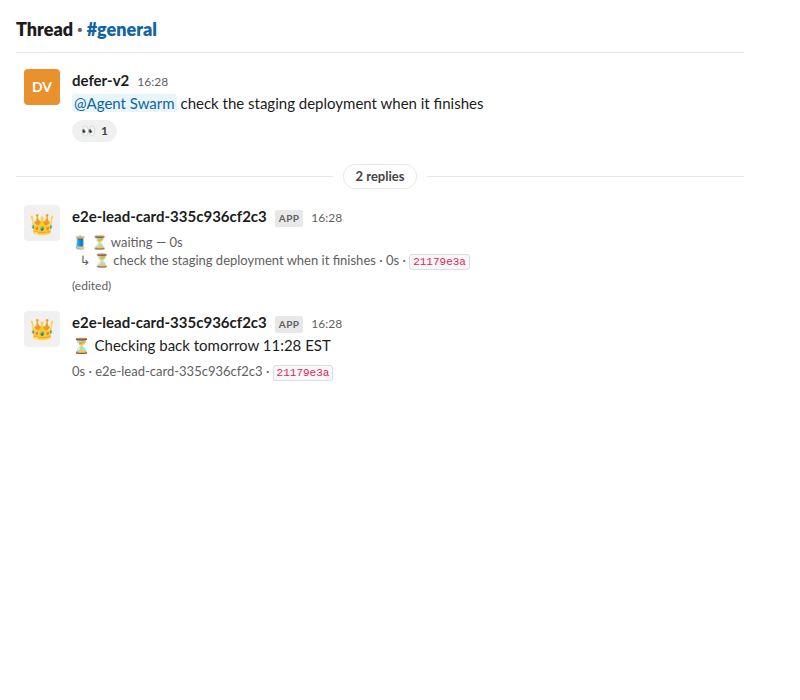 Thread • #general
DV
defer-v2 16:28
@Agent Swarm check the staging deployment when it finishes
👀 1
2 replies
e2e-lead-card-335c936cf2c3 APP 16:28
🧵 ⏳ waiting — 0s
↳ ⏳ check the staging deployment when it finishes · 0s · 21179e3a
(edited)
e2e-lead-card-335c936cf2c3 APP 16:28
⏳ Checking back tomorrow 11:28 EST
0s · e2e-lead-card-335c936cf2c3 · 21179e3a